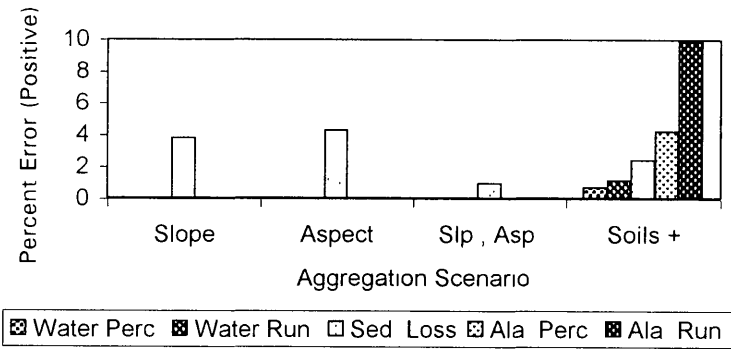 10
8
6
4
2
0
Percent Error (Positive)
Slope Aspect Slp , Asp Soils +
Aggregation Scenario
Water Perc Water Run Sed Loss Ala Perc Ala Run